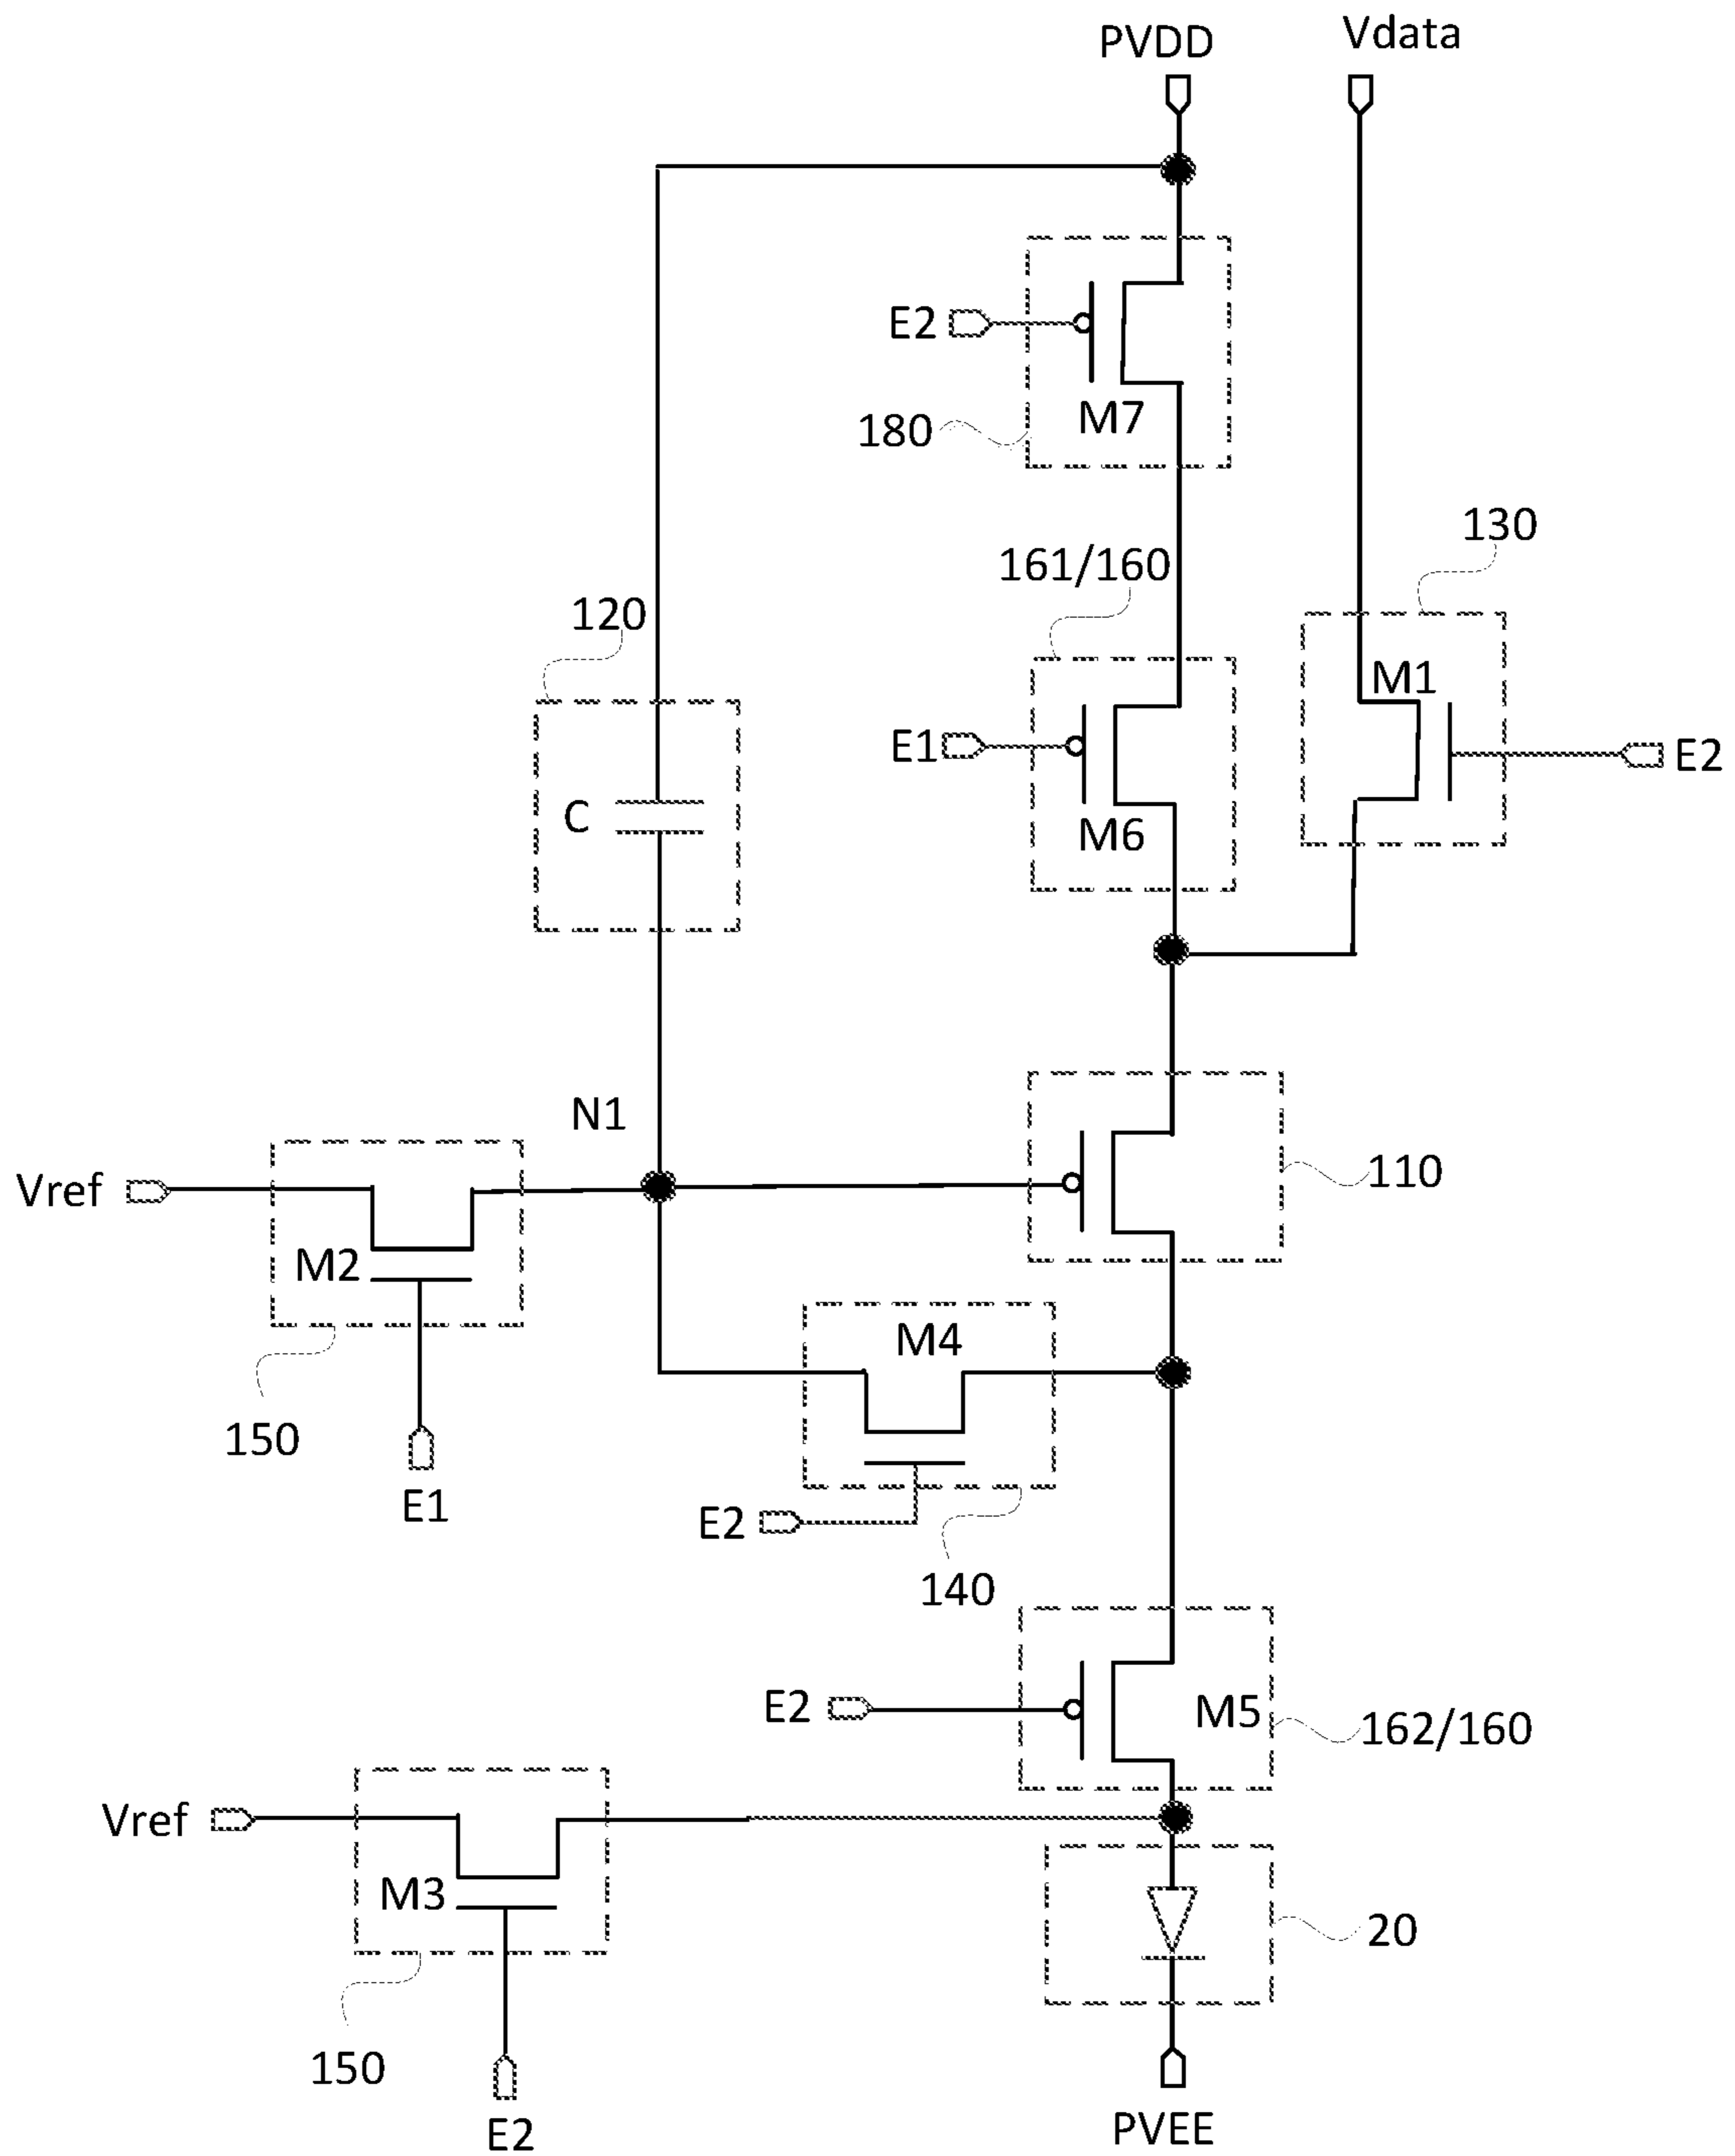 PVDD
Vdata
E2
M7
180
130
161/160
120
M1
E1
E2
C
M6
N1
Vref
110
M2
M4
150
E1
E2
140
E2
M5
162/160
Vref
M3
20
150
E2
PVEE